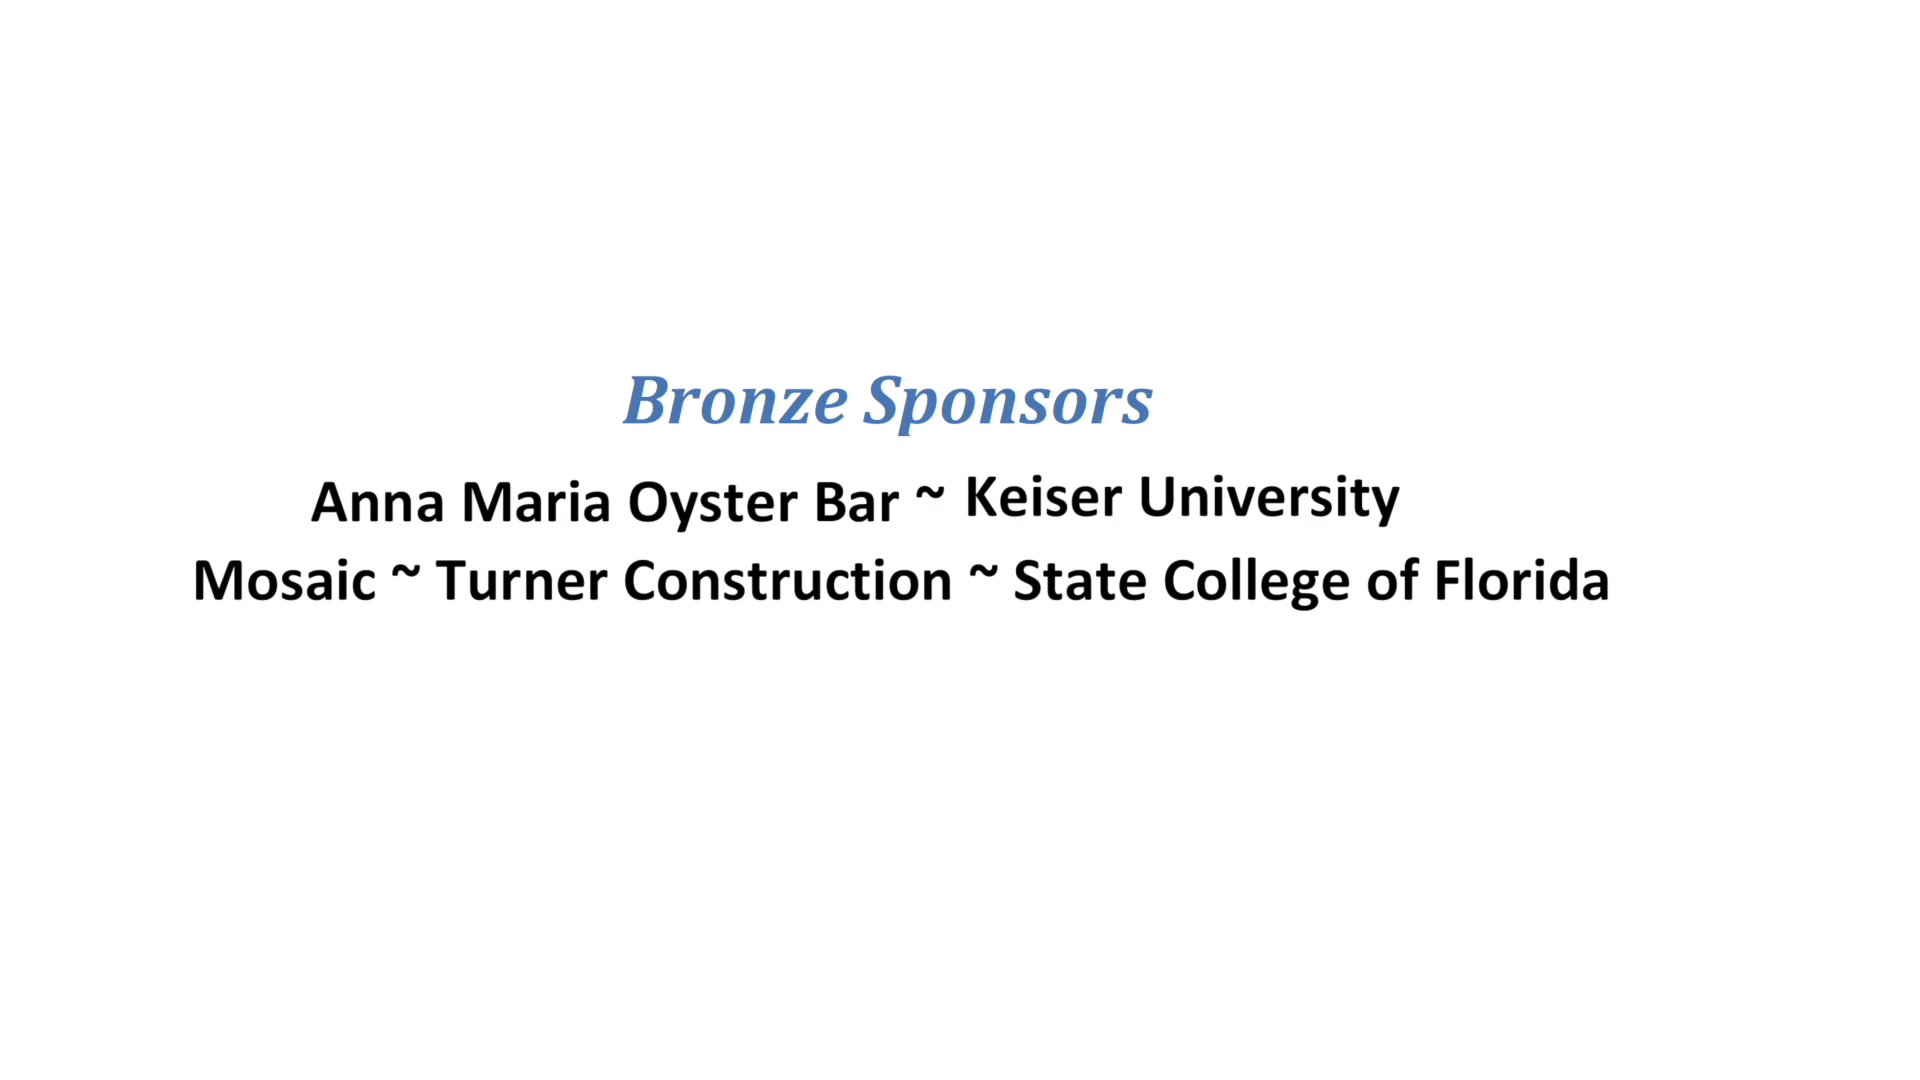 Bronze Sponsors
Anna Maria Oyster Bar ~ Keiser University
Mosaic ~ Turner Construction ~ State College of Florida